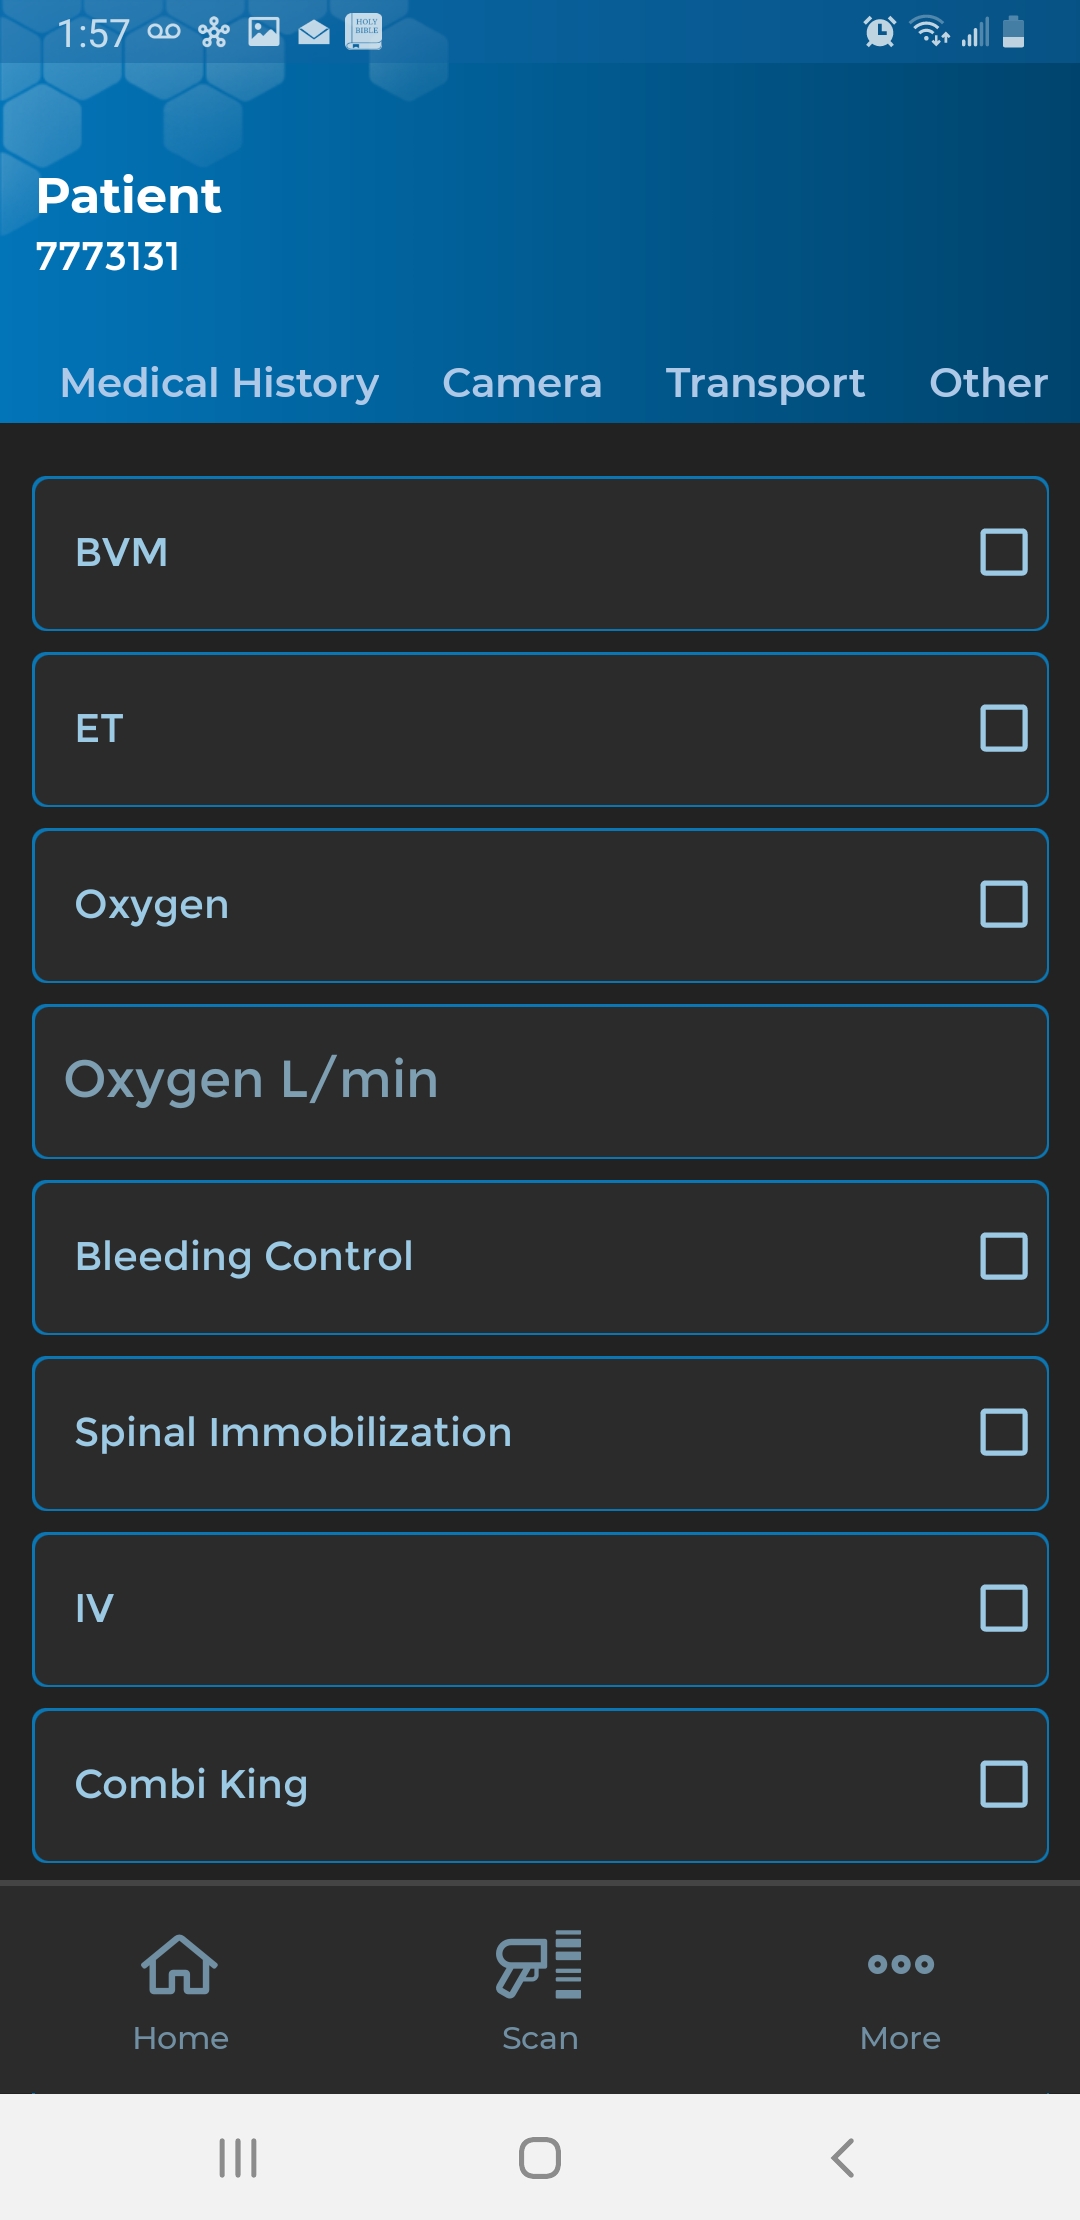 1:57
HOLY
BIBLE
Patient
7773131
Medical History Camera Transport Other
BVM
ET
Oxygen
Oxygen L/min
Bleeding Control
Spinal Immobilization
IV
Combi King
Home Scan More